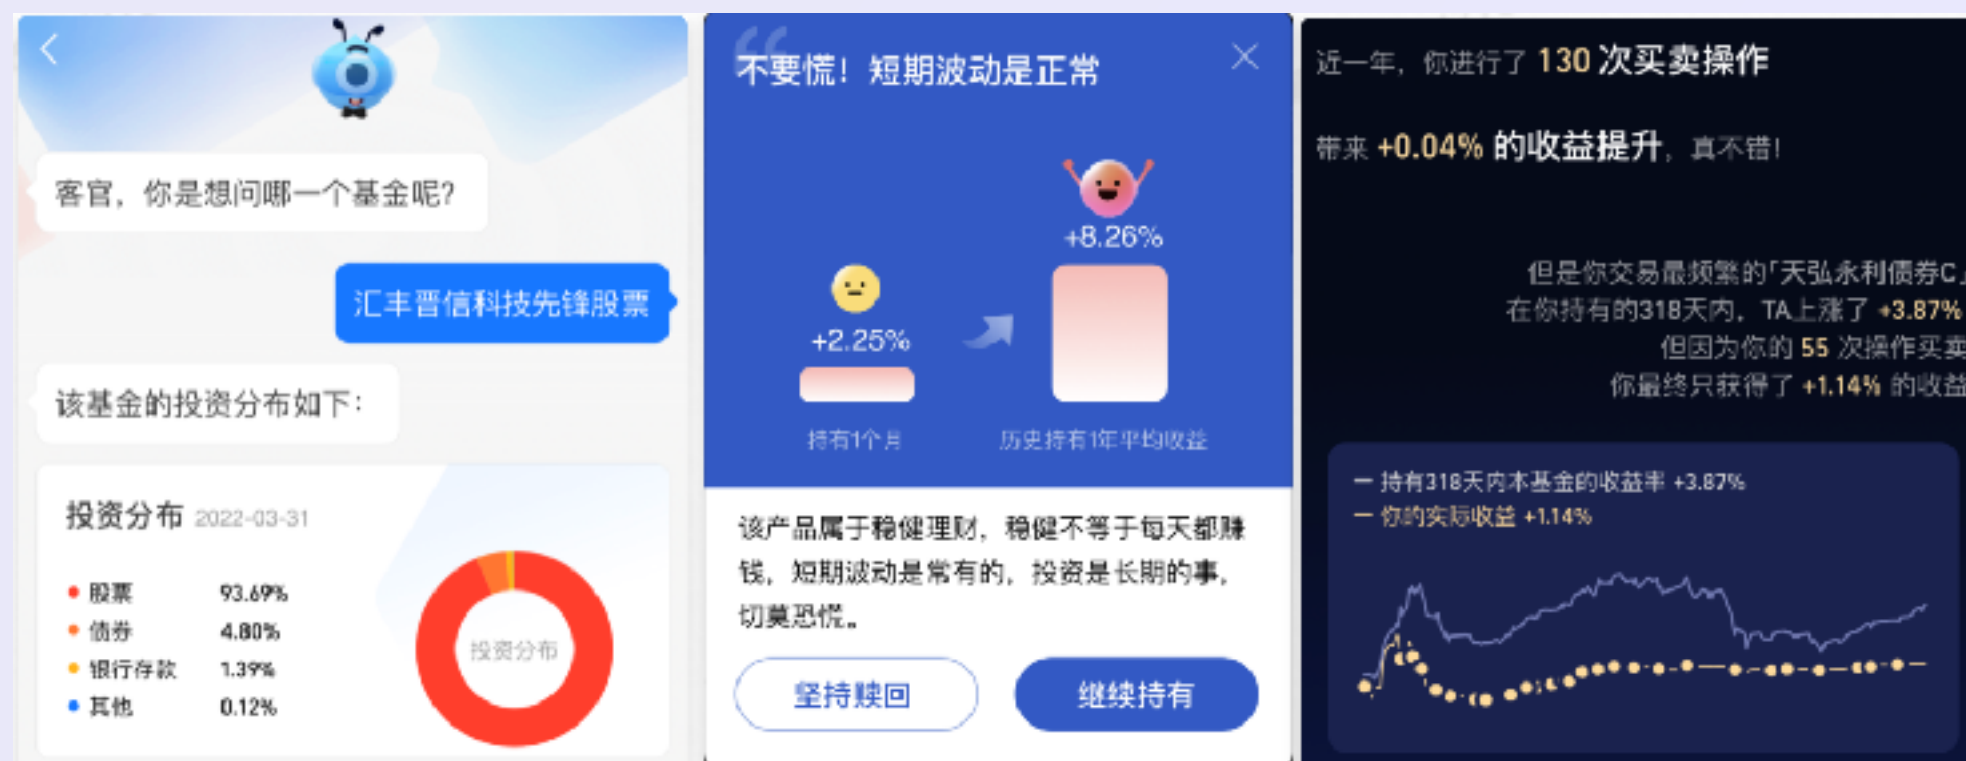 客官，你是想问哪一个基金呢?
汇丰晋信科技先锋股票
该基金的投资分布如下：
投资分布 2022-03-31
股票 93.69%
债券 4.80%
银行存款 1.39%
其他 0.12%
投资分布
不要慌！短期波动是正常
+8.26%
+2.25%
持有1个月
历史持有1年平均收益
该产品属于稳健理财，稳健不等于每天都赚
钱，短期波动是常有的，投资是长期的事，
切莫恐慌。
坚持赎回
继续持有
近一年，你进行了 130 次买卖操作
带来 +0.04% 的收益提升，真不错！
但是你交易最频繁的「天弘永利债券C」
在你持有的318天内，TA上涨了 +3.87%
但因为你的 55 次操作买卖
你最终只获得了 +1.14% 的收益
持有318天内本基金的收益率 +3.87%
你的实际收益 +1.14%